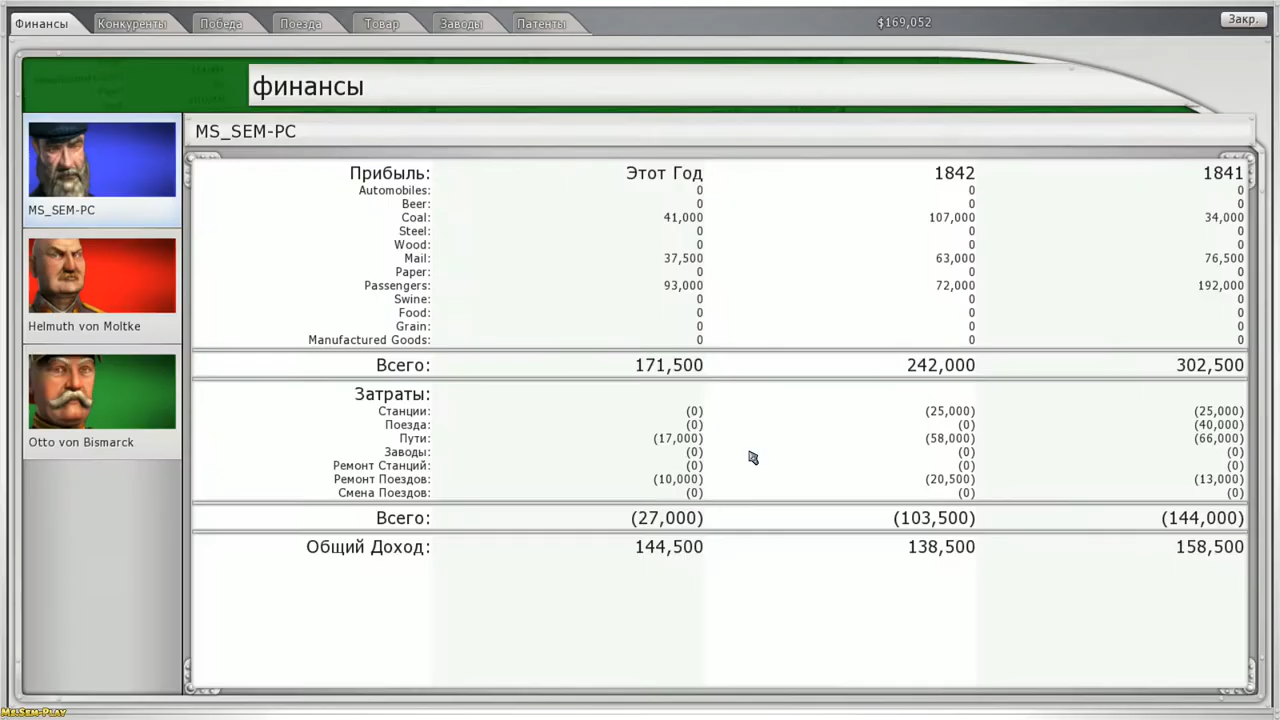 Финансы Конкуренты Победа Поезда Товар Заводы Патенты $169,052 Закр.
финансы
MS_SEM-PC
MS_SEM-PC
Helmuth von Moltke
Otto von Bismarck
Прибыль: Этот Год 1842 1841
Automobiles: 0 0 0
Beer: 0 0 0
Coal: 41,000 107,000 34,000
Steel: 0 0 0
Wood: 0 0 0
Mail: 37,500 63,000 76,500
Paper: 0 0 0
Passengers: 93,000 72,000 192,000
Swine: 0 0 0
Food: 0 0 0
Grain: 0 0 0
Manufactured Goods: 0 0 0
Всего: 171,500 242,000 302,500
Затраты:
Станции: (0) (25,000) (25,000)
Поезда: (0) (0) (40,000)
Пути: (17,000) (58,000) (66,000)
Заводы: (0) (0) (0)
Ремонт Станций: (0) (0) (0)
Ремонт Поездов: (10,000) (20,500) (13,000)
Смена Поездов: (0) (0) (0)
Всего: (27,000) (103,500) (144,000)
Общий Доход: 144,500 138,500 158,500
Ms.Sem-Play